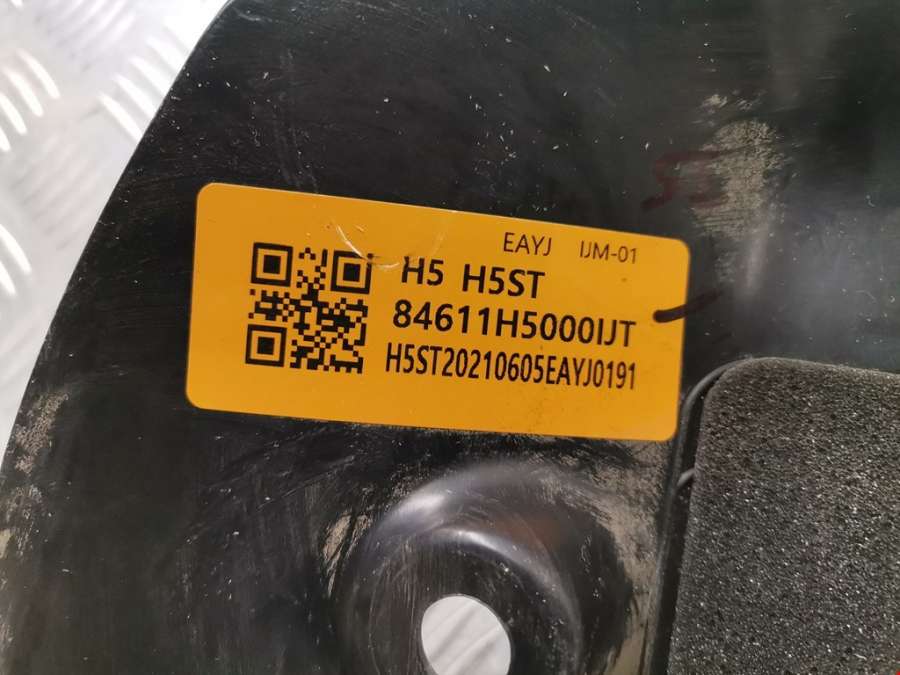 EAYJ IJM-01
H5 H5ST
84611H5000IJT
H5ST20210605EAYJ0191